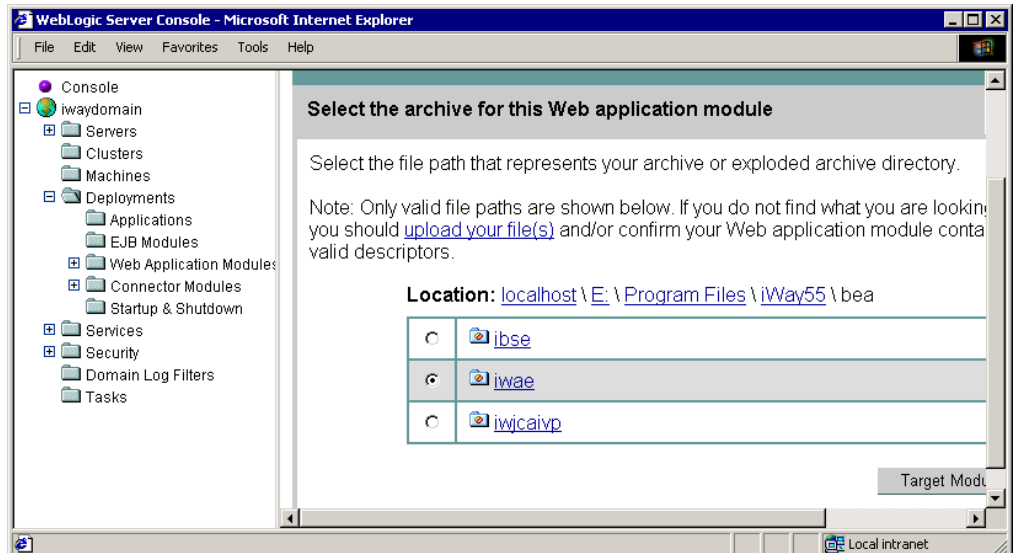 WebLogic Server Console - Microsoft Internet Explorer
File Edit View Favorites Tools Help
Console
iwaydomain
Servers
Clusters
Machines
Deployments
Applications
EJB Modules
Web Application Modules
Connector Modules
Startup & Shutdown
Services
Security
Domain Log Filters
Tasks
Select the archive for this Web application module
Select the file path that represents your archive or exploded archive directory.
Note: Only valid file paths are shown below. If you do not find what you are looking
you should upload your file(s) and/or confirm your Web application module conta
valid descriptors.
Location: localhost \ E: \ Program Files \ iWay55 \ bea
ibse
iwae
iwjcaivp
Target Modu
Local intranet